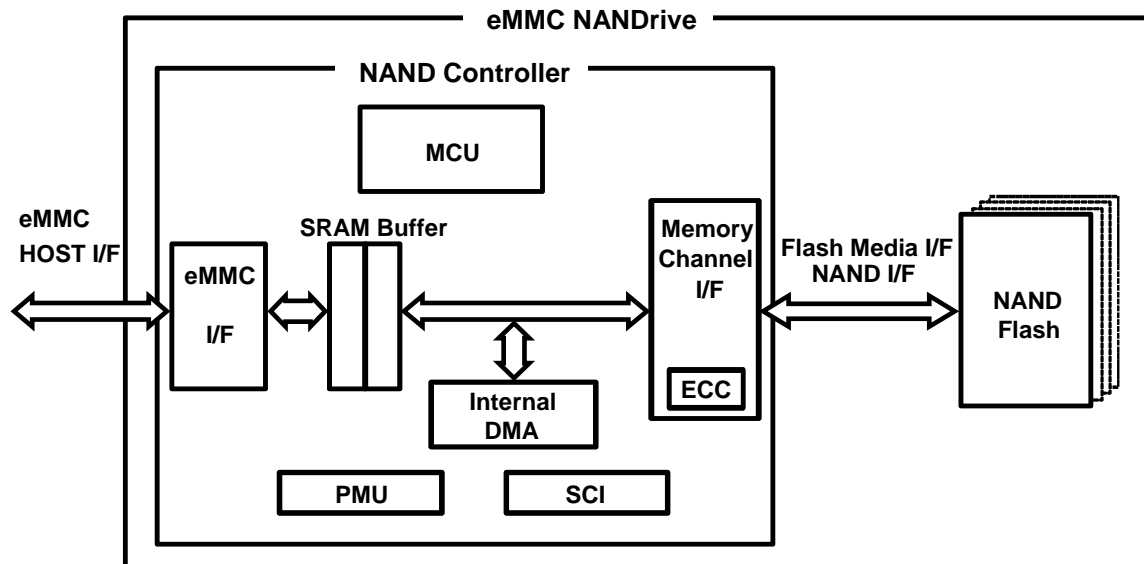 eMMC NANDrive
NAND Controller
MCU
eMMC
HOST I/F
SRAM Buffer
eMMC
I/F
Memory
Channel
I/F
ECC
Flash Media I/F
NAND I/F
NAND
Flash
Internal
DMA
PMU
SCI